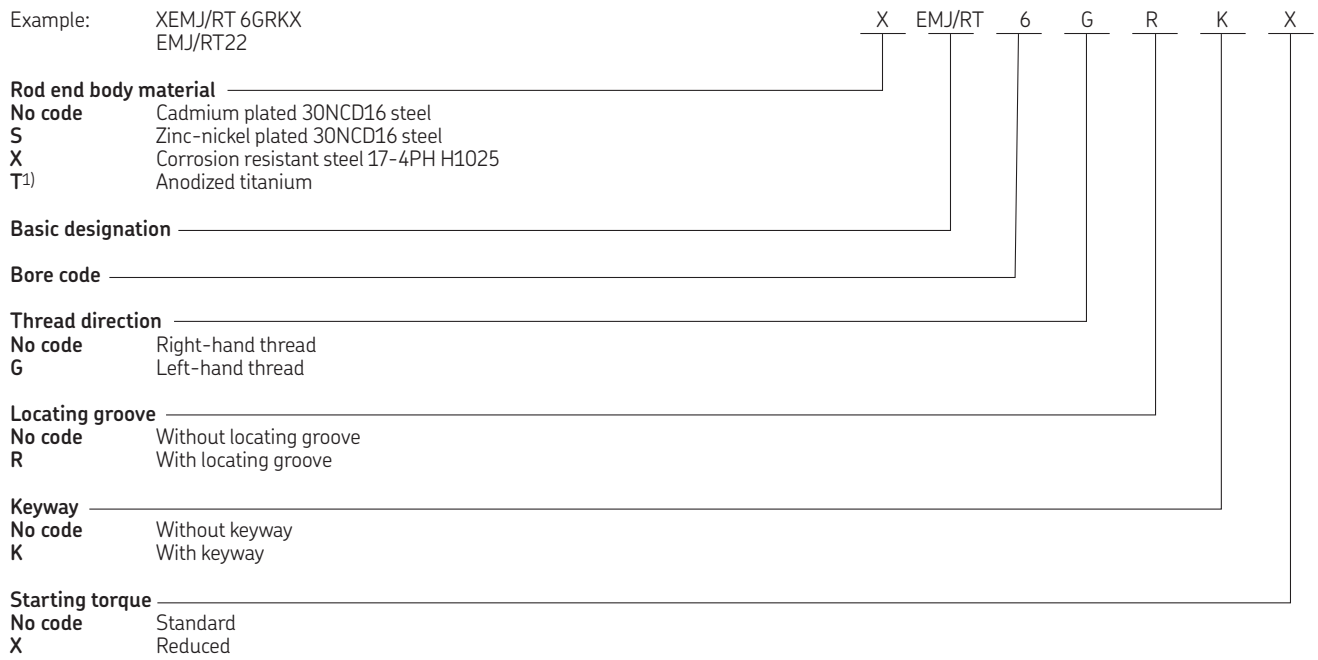 Example: XEMJ/RT 6GRKX X EMJ/RT 6 G R K X
EMJ/RT22
Rod end body material
No code Cadmium plated 30NCD16 steel
S Zinc-nickel plated 30NCD16 steel
X Corrosion resistant steel 17-4PH H1025
T1) Anodized titanium
Basic designation
Bore code
Thread direction
No code Right-hand thread
G Left-hand thread
Locating groove
No code Without locating groove
R With locating groove
Keyway
No code Without keyway
K With keyway
Starting torque
No code Standard
X Reduced